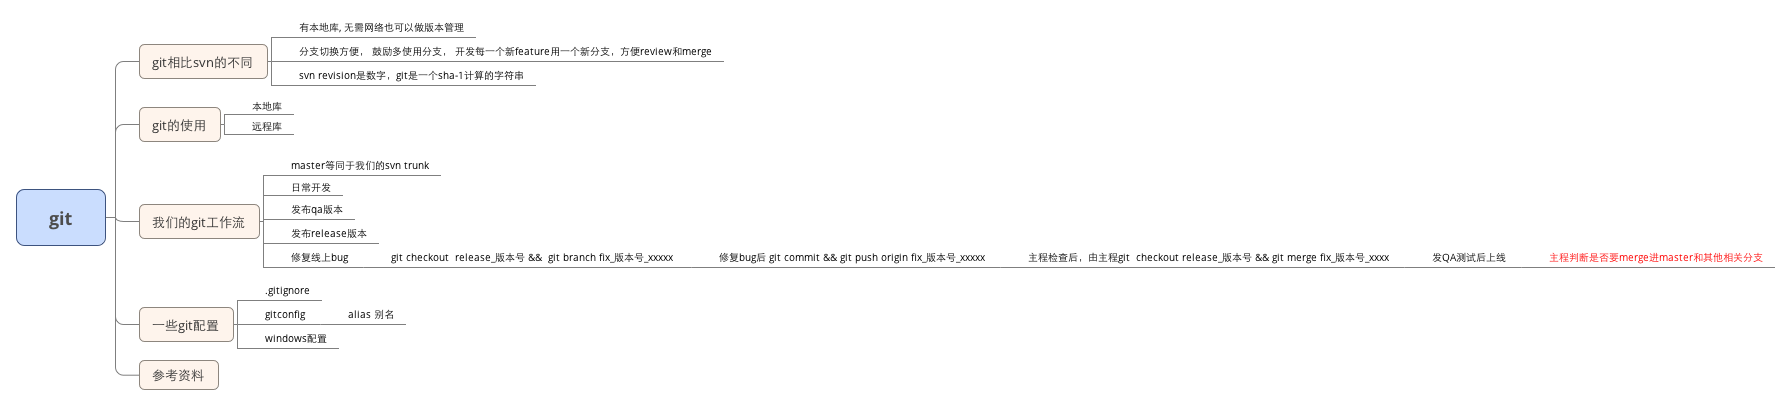 git
git相比svn的不同
有本地库, 无需网络也可以做版本管理
分支切换方便， 鼓励多使用分支， 开发每一个新feature用一个新分支，方便review和merge
svn revision是数字，git是一个sha-1计算的字符串
git的使用
本地库
远程库
我们的git工作流
master等同于我们的svn trunk
日常开发
发布qa版本
发布release版本
修复线上bug
git checkout  release_版本号 &&  git branch fix_版本号_xxxxx
修复bug后 git commit && git push origin fix_版本号_xxxxx
主程检查后，由主程git  checkout release_版本号 && git merge fix_版本号_xxxx
发QA测试后上线
主程判断是否要merge进master和其他相关分支
一些git配置
.gitignore
gitconfig
alias 别名
windows配置
参考资料